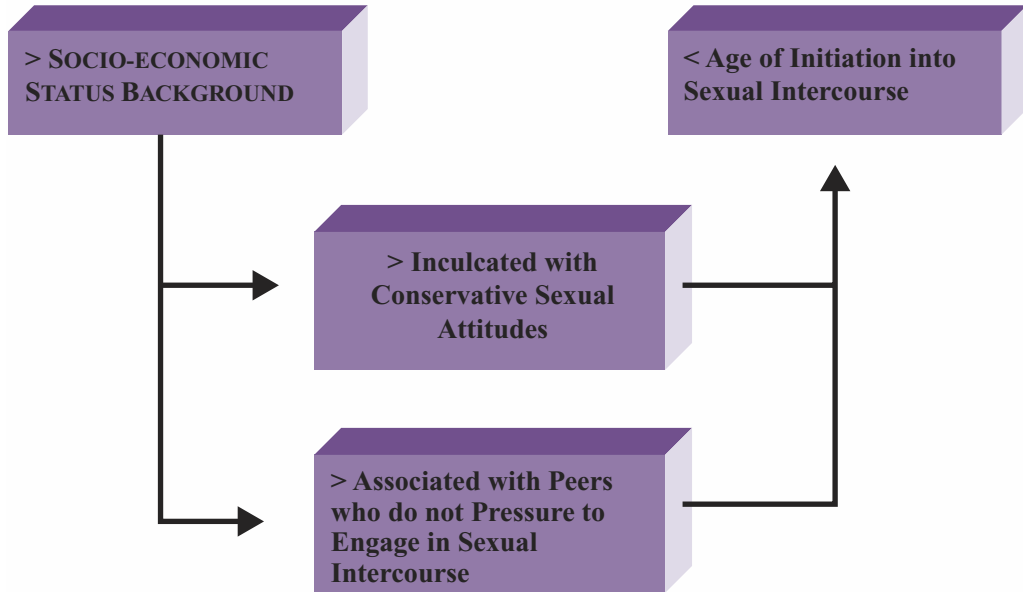 > SOCIO-ECONOMIC
STATUS BACKGROUND
< Age of Initiation into
Sexual Intercourse
> Inculcated with
Conservative Sexual
Attitudes
> Associated with Peers
who do not Pressure to
Engage in Sexual
Intercourse